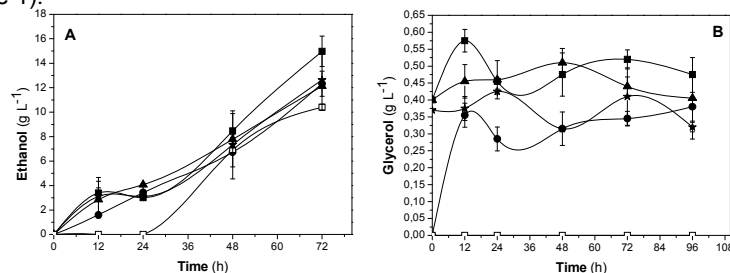 e 1).
A
Ethanol (g L⁻¹)
18
16
14
12
10
8
6
4
2
0
0 12 24 36 48 60 72
Time (h)
B
Glycerol (g L⁻¹)
0,65
0,60
0,55
0,50
0,45
0,40
0,35
0,30
0,25
0,20
0,15
0,10
0,05
0,00
0 12 24 36 48 60 72 84 96 108
Time (h)